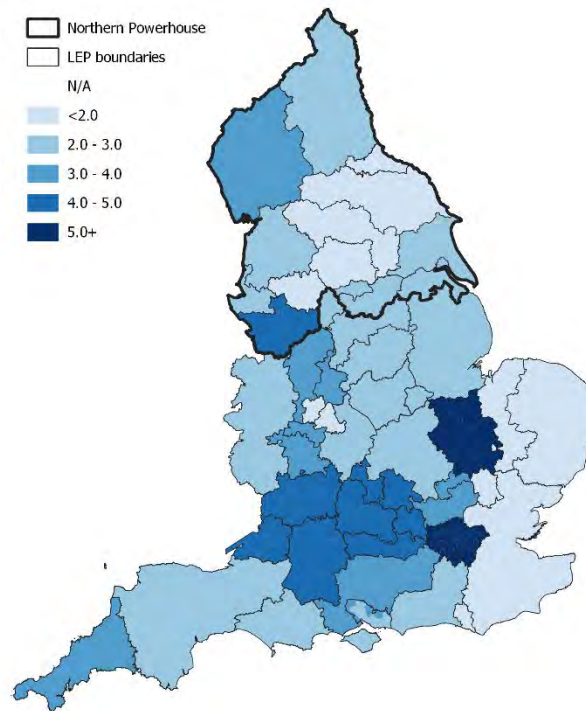 Northern Powerhouse
LEP boundaries
N/A
<2.0
2.0 - 3.0
3.0 - 4.0
4.0 - 5.0
5.0+